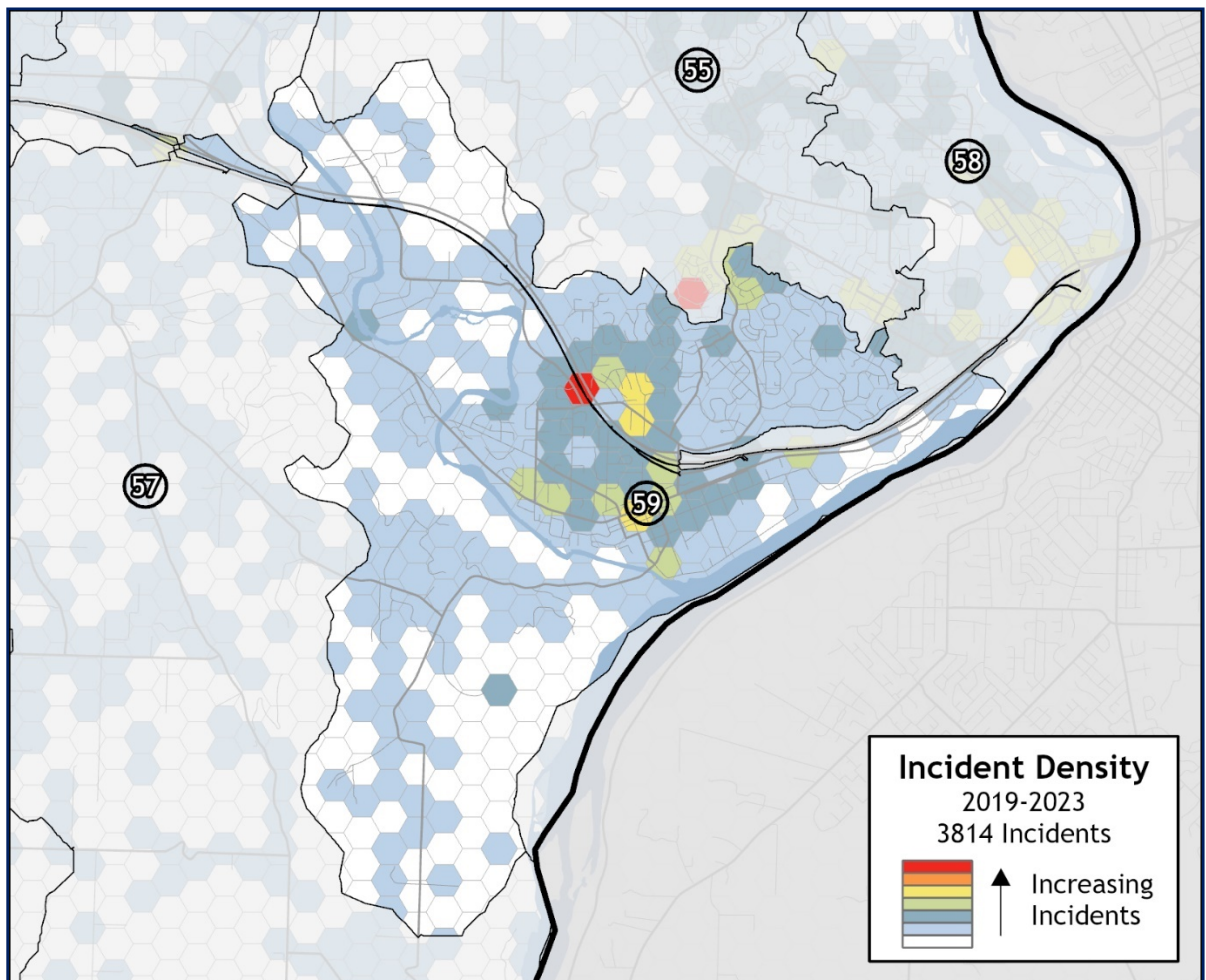 55
58
57
59
Incident Density
2019-2023
3814 Incidents
Increasing
Incidents